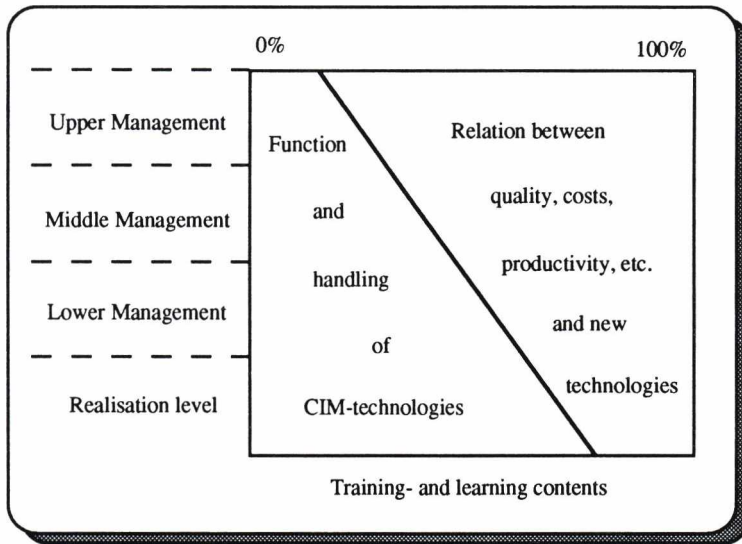 0% 100%
Upper Management
Middle Management
Lower Management
Realisation level
Function
and
handling
of
CIM-technologies
Relation between
quality, costs,
productivity, etc.
and new
technologies
Training- and learning contents